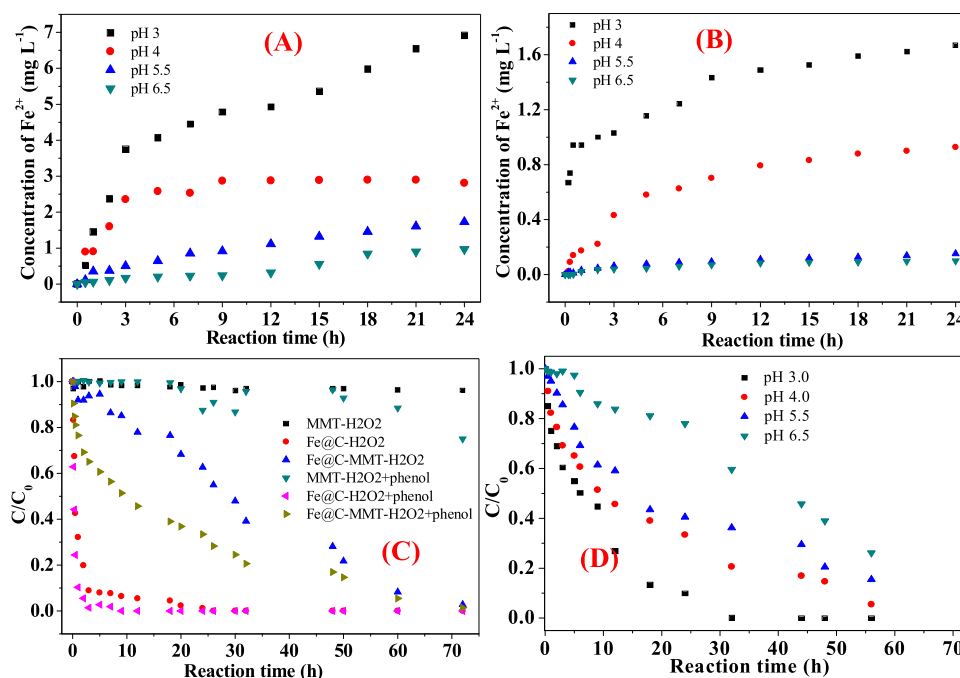 (A)
pH 3
pH 4
pH 5.5
pH 6.5
Concentration of Fe²⁺ (mg L⁻¹)
7
6
5
4
3
2
1
0
0 3 6 9 12 15 18 21 24
Reaction time (h)
(B)
pH 3
pH 4
pH 5.5
pH 6.5
Concentration of Fe²⁺ (mg L⁻¹)
1.6
1.2
0.8
0.4
0.0
0 3 6 9 12 15 18 21 24
Reaction time (h)
(C)
MMT-H2O2
Fe@C-H2O2
Fe@C-MMT-H2O2
MMT-H2O2+phenol
Fe@C-H2O2+phenol
Fe@C-MMT-H2O2+phenol
C/C₀
1.0
0.8
0.6
0.4
0.2
0.0
0 10 20 30 40 50 60 70
Reaction time (h)
(D)
pH 3.0
pH 4.0
pH 5.5
pH 6.5
C/C₀
1.0
0.8
0.6
0.4
0.2
0.0
0 10 20 30 40 50 60 70
Reaction time (h)